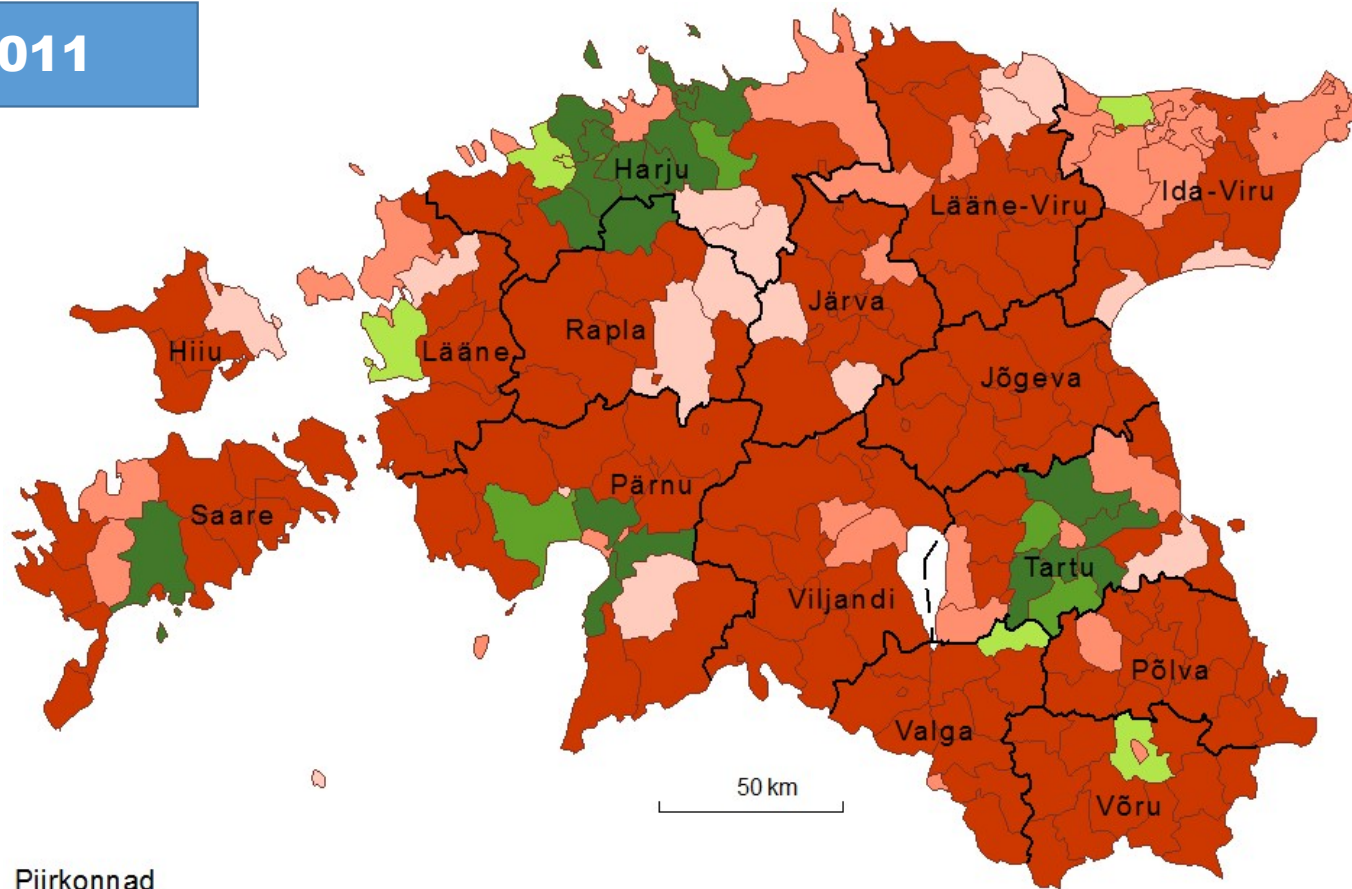 011
Harju
Lääne-Viru
Ida-Viru
Hiiu
Lääne
Rapla
Järva
Jõgeva
Saare
Pärnu
Viljandi
Tartu
Põlva
Valga
Võru
50 km
Piirkonnad